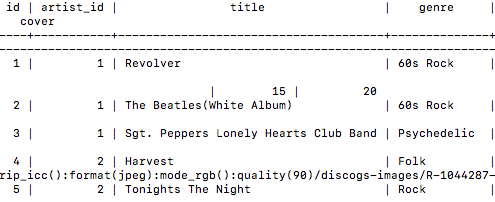 id | artist_id | title | genre |
cover
----+-----------+---------------------------------------+---------------+
-----------------------------------------------------------------------
1 | 1 | Revolver | 60s Rock |
| 15 | 20
2 | 1 | The Beatles(White Album) | 60s Rock |
3 | 1 | Sgt. Peppers Lonely Hearts Club Band | Psychedelic |
4 | 2 | Harvest | Folk |
rip_icc():format(jpeg):mode_rgb():quality(90)/discogs-images/R-1044287-
5 | 2 | Tonights The Night | Rock |